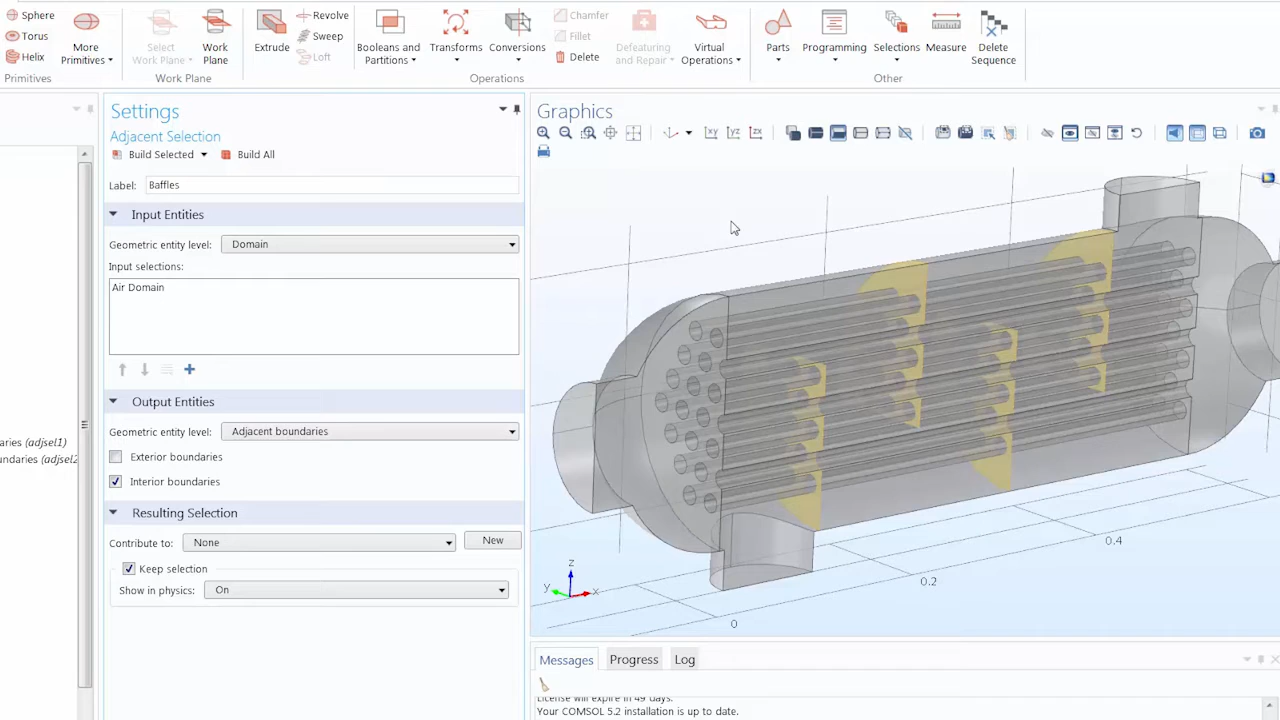 Sphere
Torus
Helix
More
Primitives
Primitives
Select
Work Plane
Work
Plane
Work Plane
Extrude
Revolve
Sweep
Loft
Booleans and
Partitions
Transforms
Conversions
Chamfer
Fillet
Delete
Defeaturing
and Repair
Virtual
Operations
Operations
Parts
Programming
Selections
Measure
Delete
Sequence
Other
Settings
Adjacent Selection
Build Selected
Build All
Label:
Baffles
Input Entities
Geometric entity level:
Domain
Input selections:
Air Domain
Output Entities
Geometric entity level:
Adjacent boundaries
Exterior boundaries
Interior boundaries
Resulting Selection
Contribute to:
None
New
Keep selection
Show in physics:
On
aries (adjsel1)
undaries (adjsel2
Graphics
xy
yz
zx
0.4
0.2
0
z
y
x
Messages
Progress
Log
License will expire in 49 days.
Your COMSOL 5.2 installation is up to date.